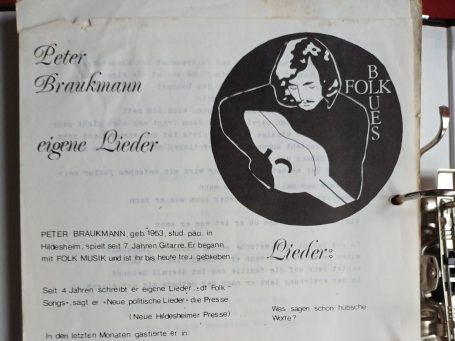 Peter
Braukmann
eigene Lieder
FOLK
BLUES
PETER BRAUKMANN, geb. 1953, stud. päd. in
Hildesheim, spielt seit 7 Jahren Gitarre. Er begann
mit FOLK MUSIK und ist ihr bis heute treu geblieben
Seit 4 Jahren schreibt er eigene Lieder. »dt Folk -
Songs«, sagt er »Neue politische Lieder« die Presse
(Neue Hildesheimer Presse)
In den letzten Monaten gastierte er in:
Lieder:
Was sagen schon hübsche
Worte?